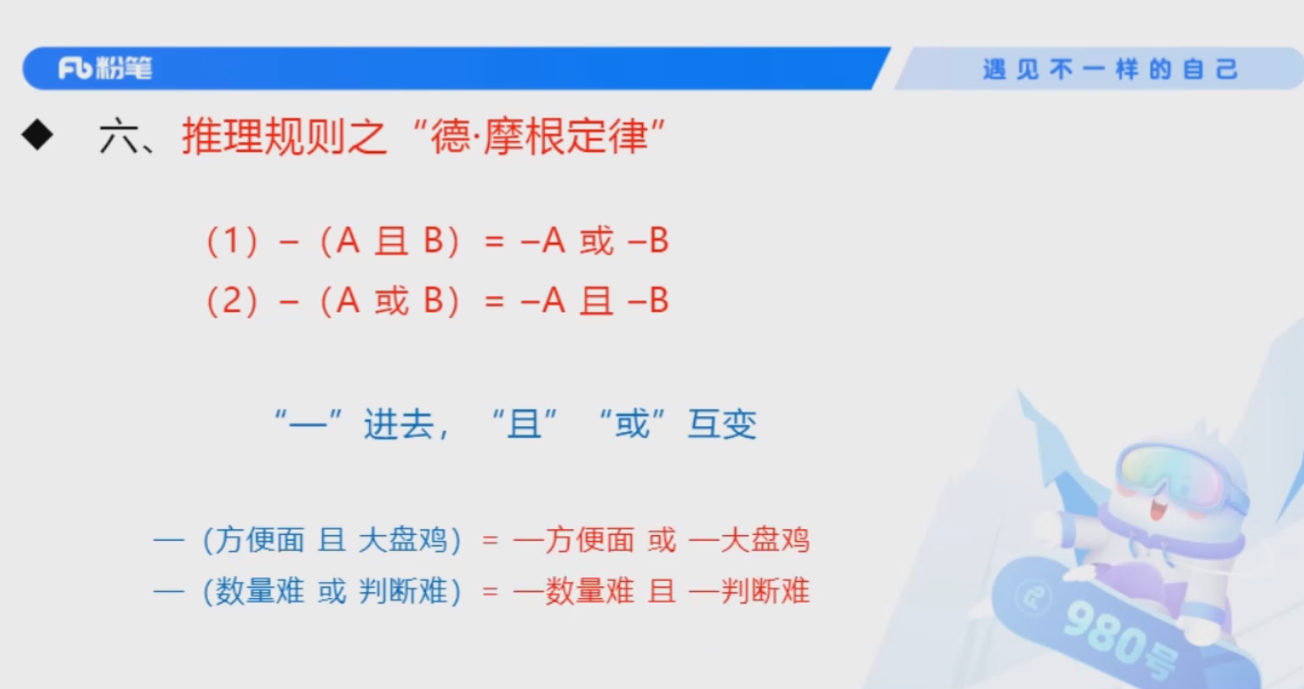 粉笔
遇见不一样的自己
◆ 六、推理规则之“德·摩根定律”
（1）–（A 且 B）= –A 或 –B
（2）–（A 或 B）= –A 且 –B
“—”进去，“且”“或”互变
—（方便面 且 大盘鸡）= —方便面 或 —大盘鸡
—（数量难 或 判断难）= —数量难 且 —判断难
980号